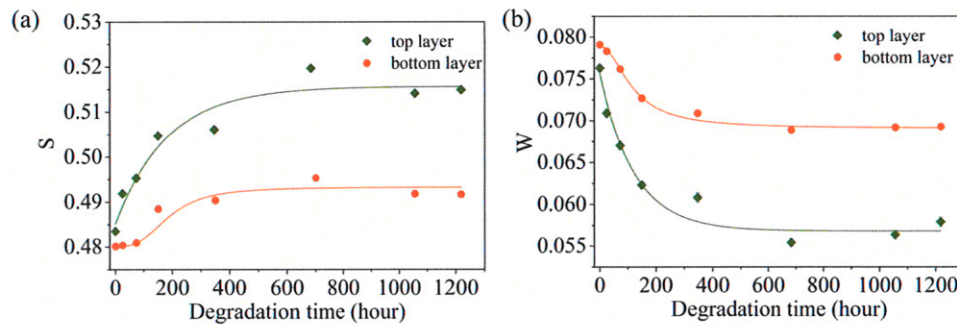 (a)
0.53
0.52
0.51
0.50
0.49
0.48
S
top layer
bottom layer
0 200 400 600 800 1000 1200
Degradation time (hour)
(b)
0.080
0.075
0.070
0.065
0.060
0.055
W
top layer
bottom layer
0 200 400 600 800 1000 1200
Degradation time (hour)